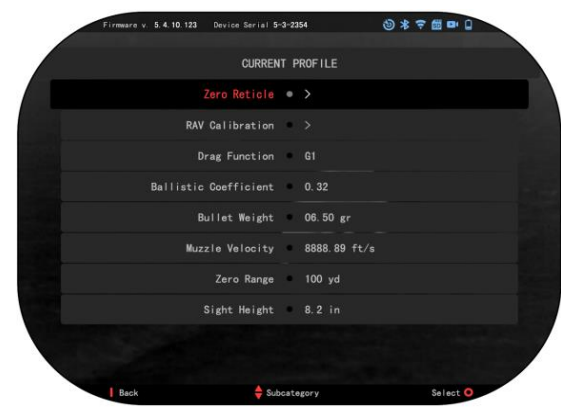 Firmware v. 5.4.10.123 Device Serial 5-3-2354
CURRENT PROFILE
Zero Reticle >
RAV Calibration >
Drag Function G1
Ballistic Coefficient 0.32
Bullet Weight 06.50 gr
Muzzle Velocity 8888.89 ft/s
Zero Range 100 yd
Sight Height 8.2 in
Back Subcategory Select